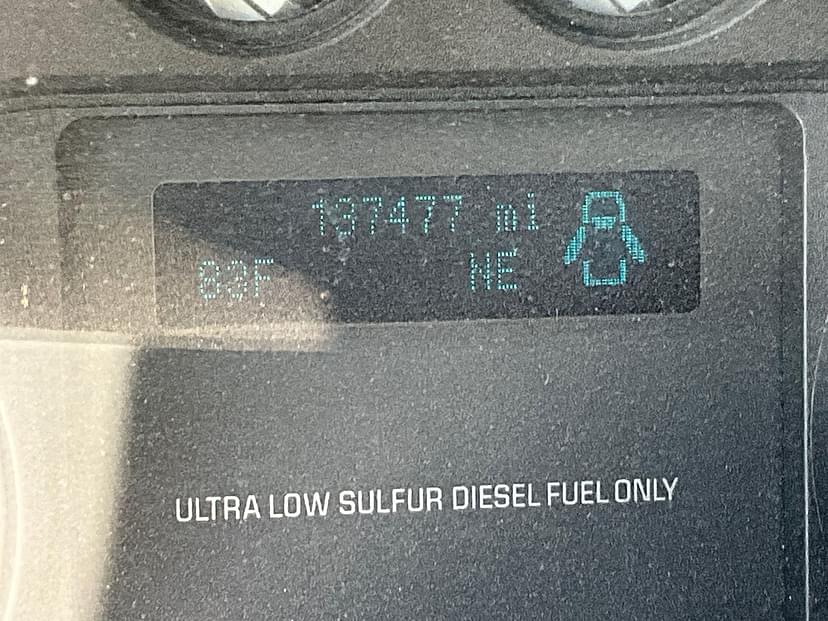 137477 mi
83F NE
ULTRA LOW SULFUR DIESEL FUEL ONLY